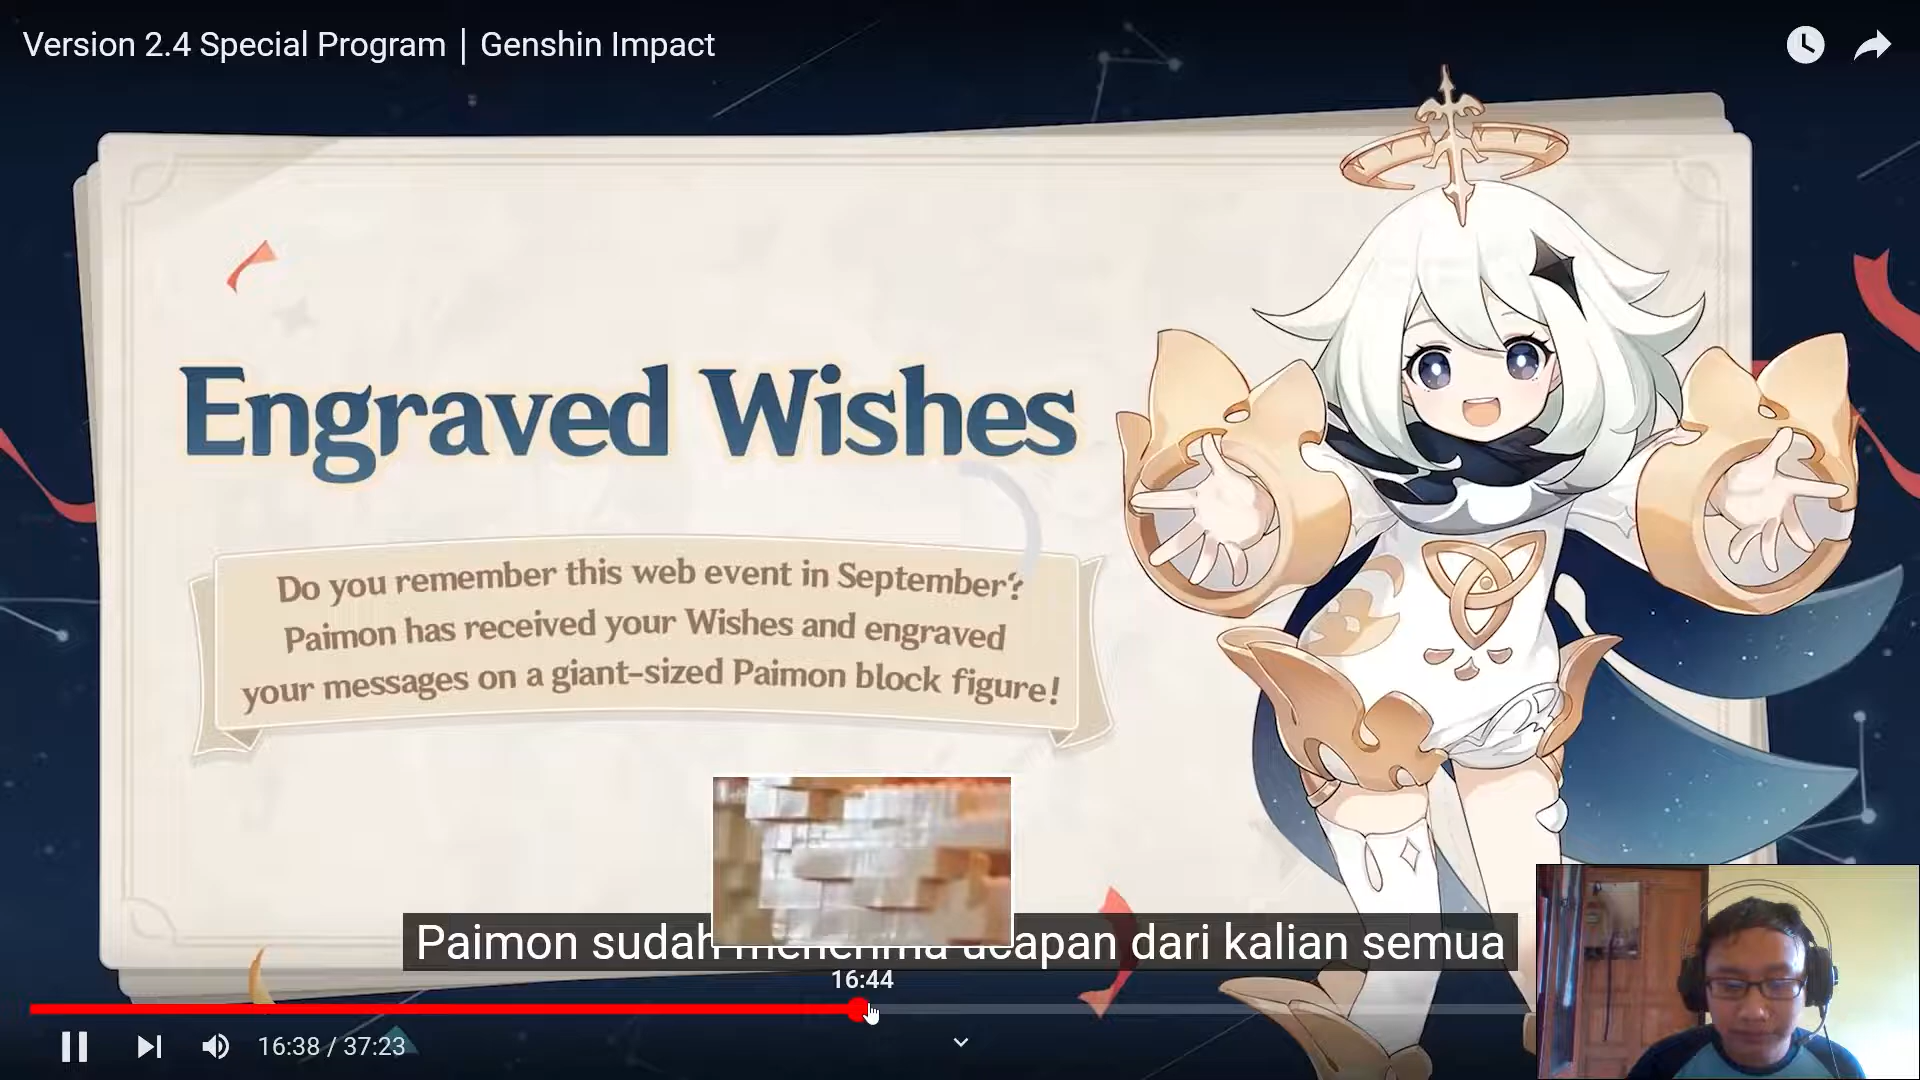 Version 2.4 Special Program | Genshin Impact
Engraved Wishes
Do you remember this web event in September?
Paimon has received your Wishes and engraved
your messages on a giant-sized Paimon block figure!
Paimon sudah menerima ucapan dari kalian semua
16:44
16:38 / 37:23